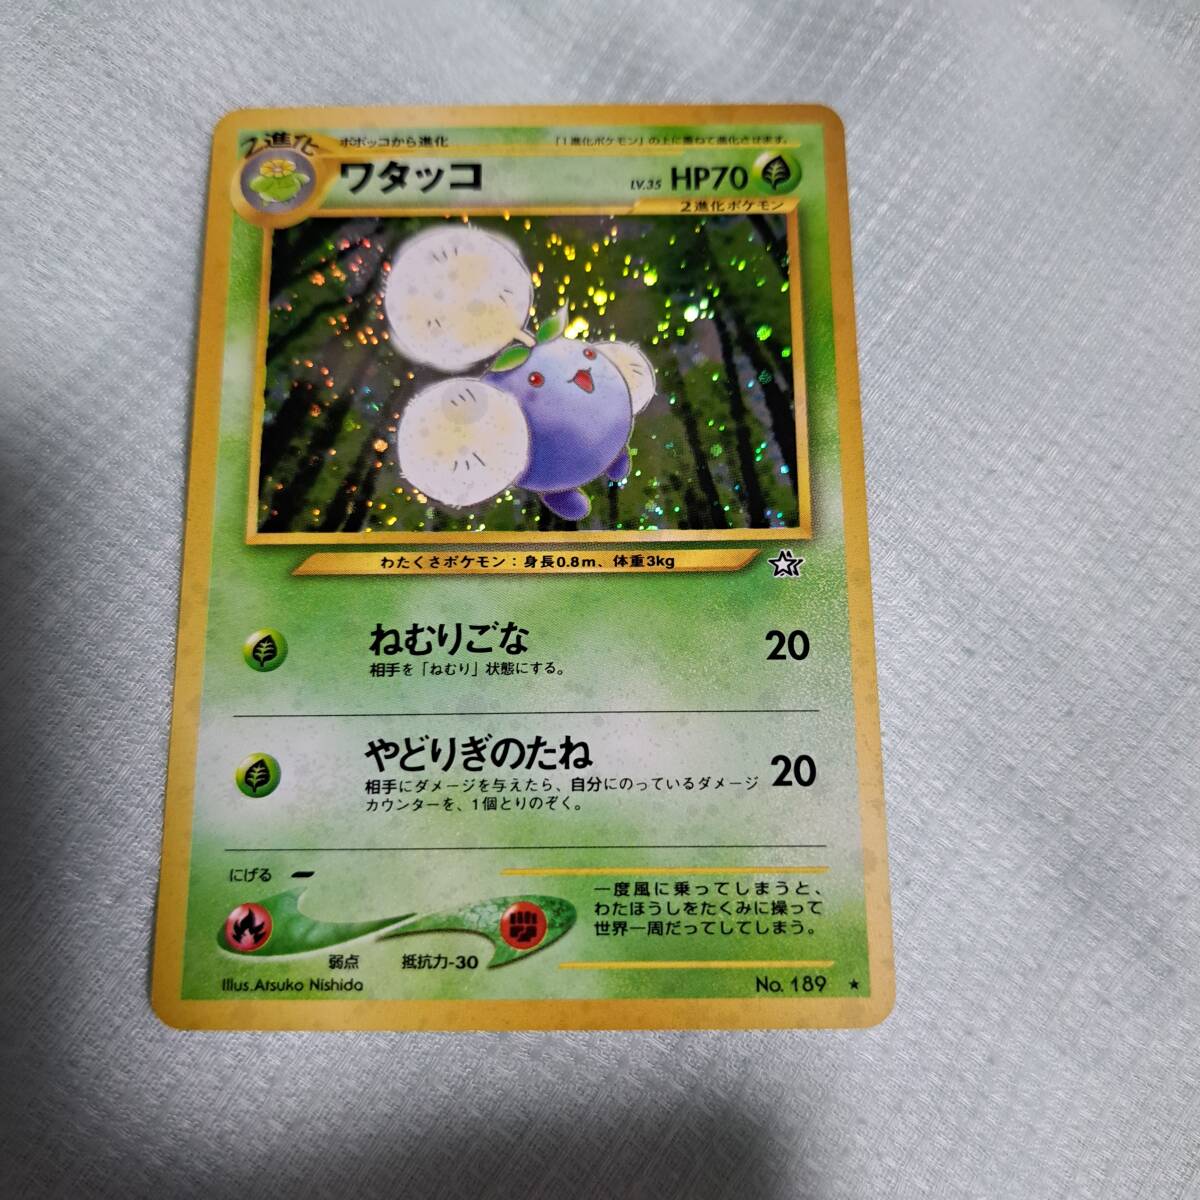 2進化
ポポッコから進化
「1進化ポケモン」の上に重ねて進化させます。
ワタッコ
LV.35 HP70
2進化ポケモン
わたくさポケモン：身長0.8m、体重3kg
ねむりごな 20
相手を「ねむり」状態にする。
やどりぎのたね 20
相手にダメージを与えたら、自分にのっているダメージ
カウンターを、1個とりのぞく。
にげる
弱点 抵抗力-30
一度風に乗ってしまうと、
わたほうしをたくみに操って
世界一周だってしてしまう。
Illus.Atsuko Nishida
No. 189 ★